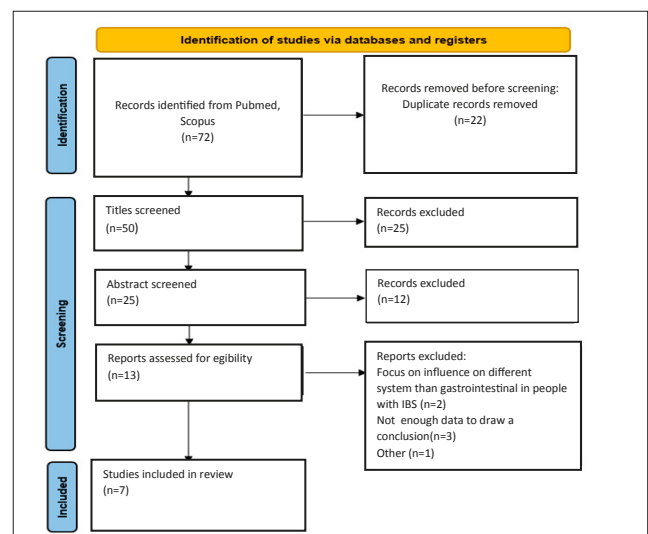 Identification of studies via databases and registers
Identification
Records identified from Pubmed,
Scopus
(n=72)
Records removed before screening:
Duplicate records removed
(n=22)
Screening
Titles screened
(n=50)
Records excluded
(n=25)
Abstract screened
(n=25)
Records excluded
(n=12)
Reports assessed for egibility
(n=13)
Reports excluded:
Focus on influence on different
system than gastrointestinal in people
with IBS (n=2)
Not enough data to draw a
conclusion(n=3)
Other (n=1)
Included
Studies included in review
(n=7)